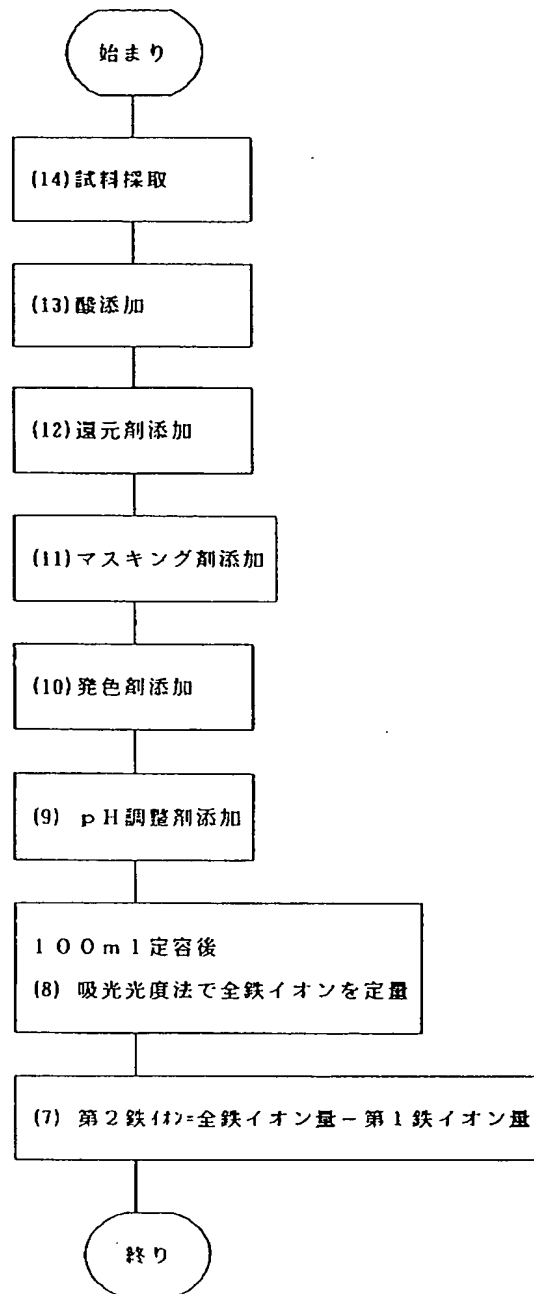 始まり
(14)試料採取
(13)酸添加
(12)還元剤添加
(11)マスキング剤添加
(10)発色剤添加
(9) pH調整剤添加
100ml定容後
(8) 吸光光度法で全鉄イオンを定量
(7) 第2鉄イオン=全鉄イオン量-第1鉄イオン量
終り